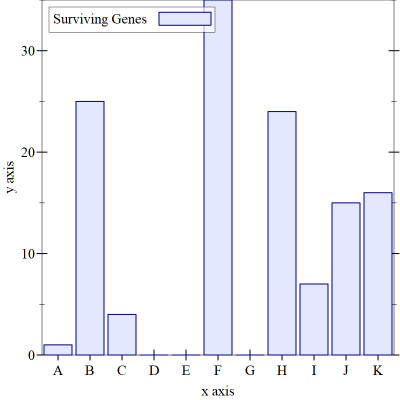 Surviving Genes
30
20
10
0
y axis
A B C D E F G H I J K
x axis